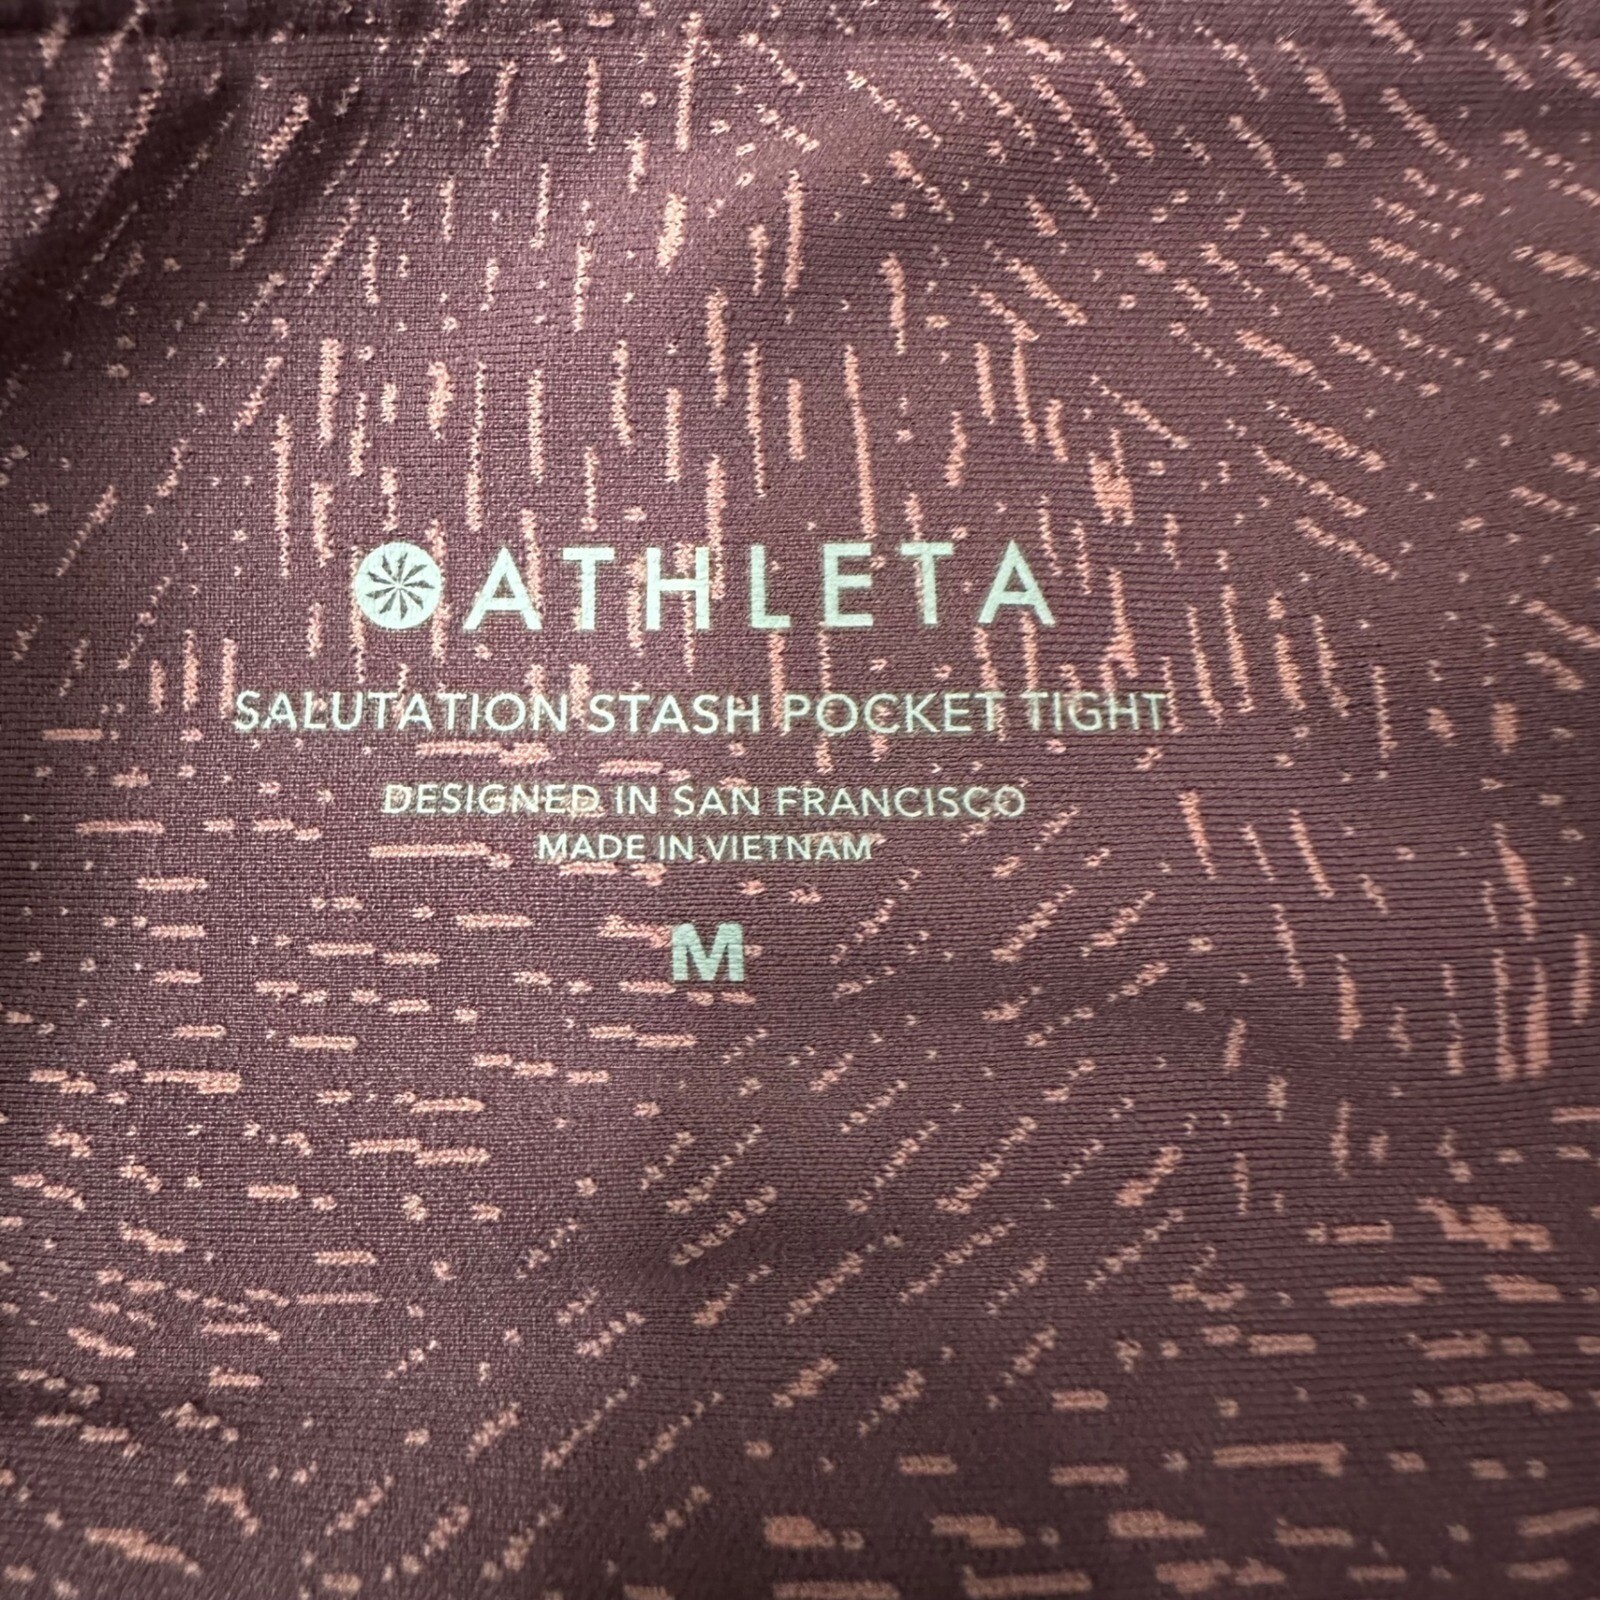 ATHLETA
SALUTATION STASH POCKET TIGHT
DESIGNED IN SAN FRANCISCO
MADE IN VIETNAM
M